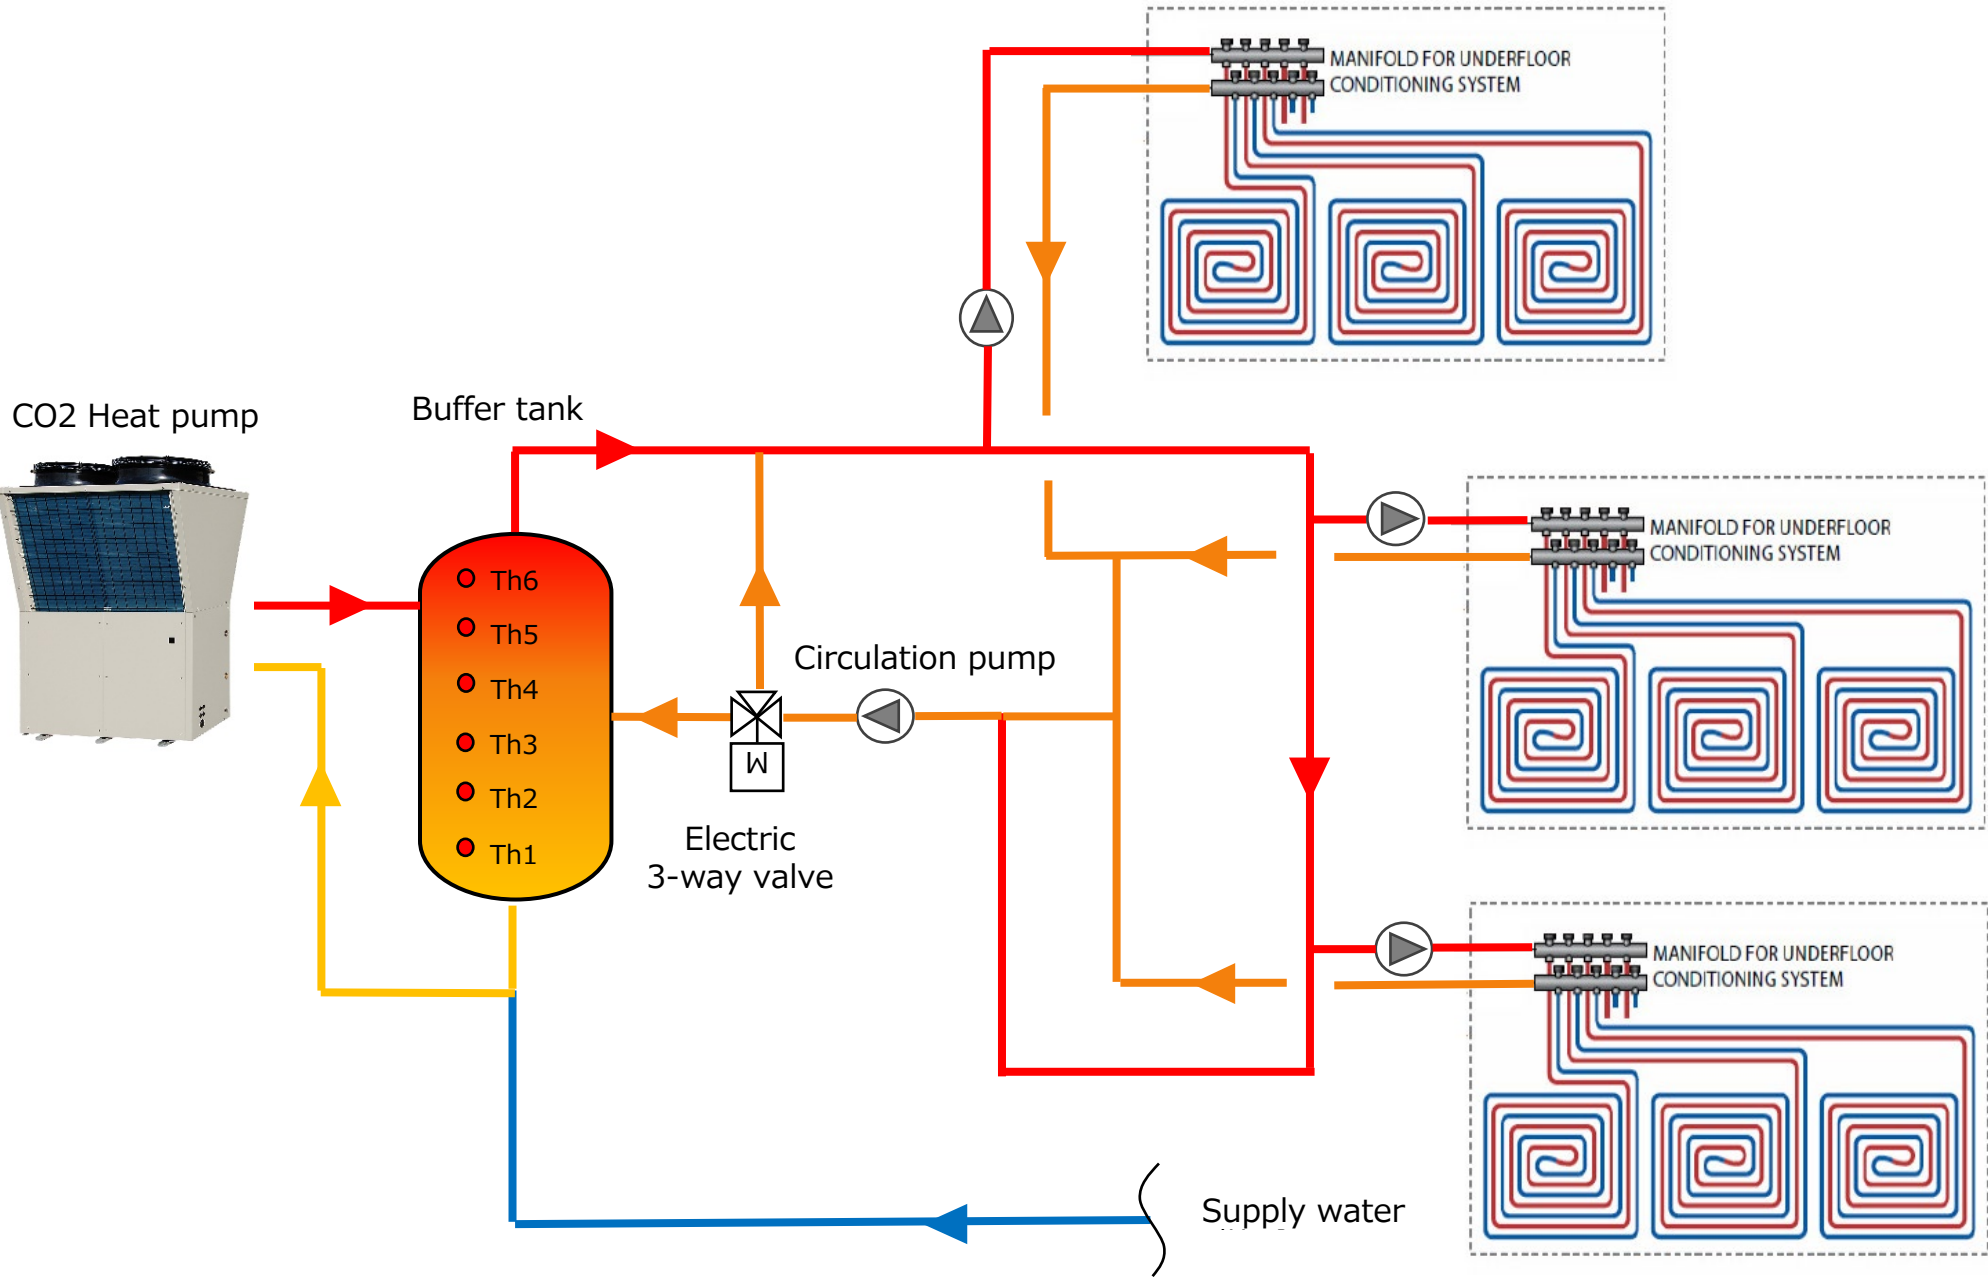 MANIFOLD FOR UNDERFLOOR
CONDITIONING SYSTEM
CO2 Heat pump
Buffer tank
MANIFOLD FOR UNDERFLOOR
CONDITIONING SYSTEM
Th6
Th5
Th4
Th3
Th2
Th1
Circulation pump
M
Electric
3-way valve
MANIFOLD FOR UNDERFLOOR
CONDITIONING SYSTEM
Supply water